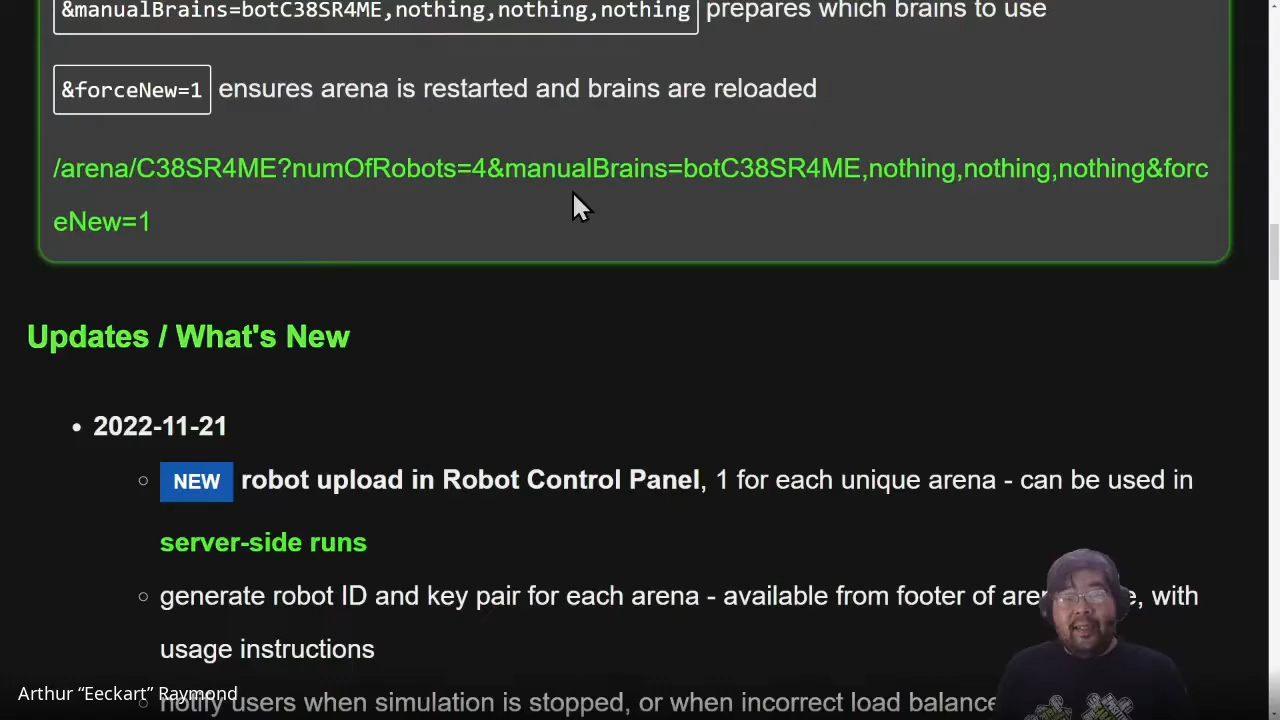 &manualBrains=botC38SR4ME,nothing,nothing,nothing prepares which brains to use
&forceNew=1 ensures arena is restarted and brains are reloaded
/arena/C38SR4ME?numOfRobots=4&manualBrains=botC38SR4ME,nothing,nothing,nothing&forc
eNew=1
Updates / What's New
2022-11-21
NEW robot upload in Robot Control Panel, 1 for each unique arena - can be used in
server-side runs
generate robot ID and key pair for each arena - available from footer of with
usage instructions
notify users when simulation is stopped, or when incorrect load balance
Arthur “Eeckart” Raymond